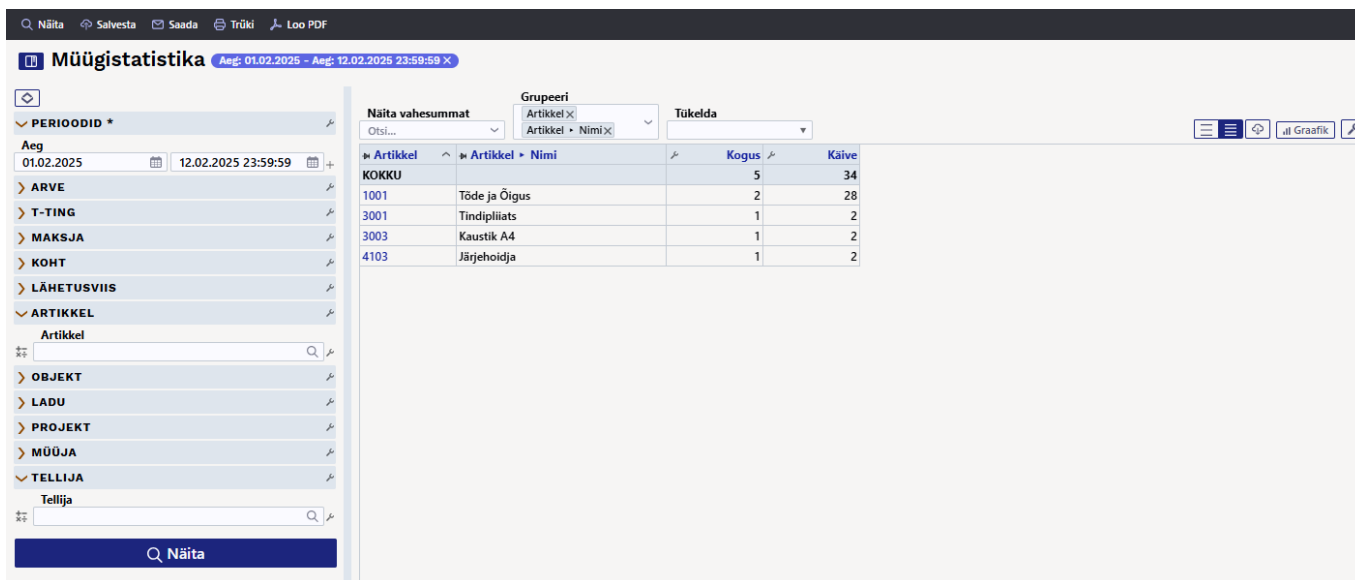 Näita Salvesta Saada Trüki Loo PDF
Müügistatistika Aeg: 01.02.2025 - Aeg: 12.02.2025 23:59:59 ×
PERIOODID *
Aeg
01.02.2025 12.02.2025 23:59:59 +
ARVE
T-TING
MAKSJA
KOHT
LÄHETUSVIIS
ARTIKKEL
Artikkel
OBJEKT
LADU
PROJEKT
MÜÜJA
TELLIJA
Tellija
Näita
Näita vahesummat
Otsi...
Grupeeri
Artikkel ×
Artikkel ▸ Nimi ×
Tükelda
Graafik
Artikkel Artikkel ▸ Nimi Kogus Käive
KOKKU 5 34
1001 Tõde ja Õigus 2 28
3001 Tindipliiats 1 2
3003 Kaustik A4 1 2
4103 Järjehoidja 1 2